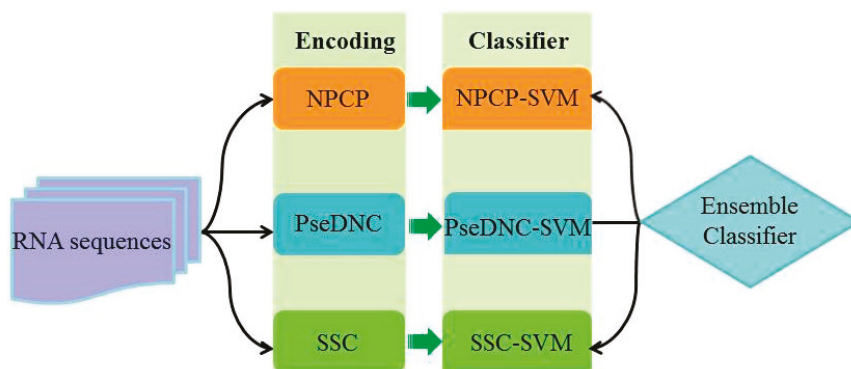 Encoding
Classifier
NPCP
NPCP-SVM
RNA sequences
PseDNC
PseDNC-SVM
Ensemble
Classifier
SSC
SSC-SVM